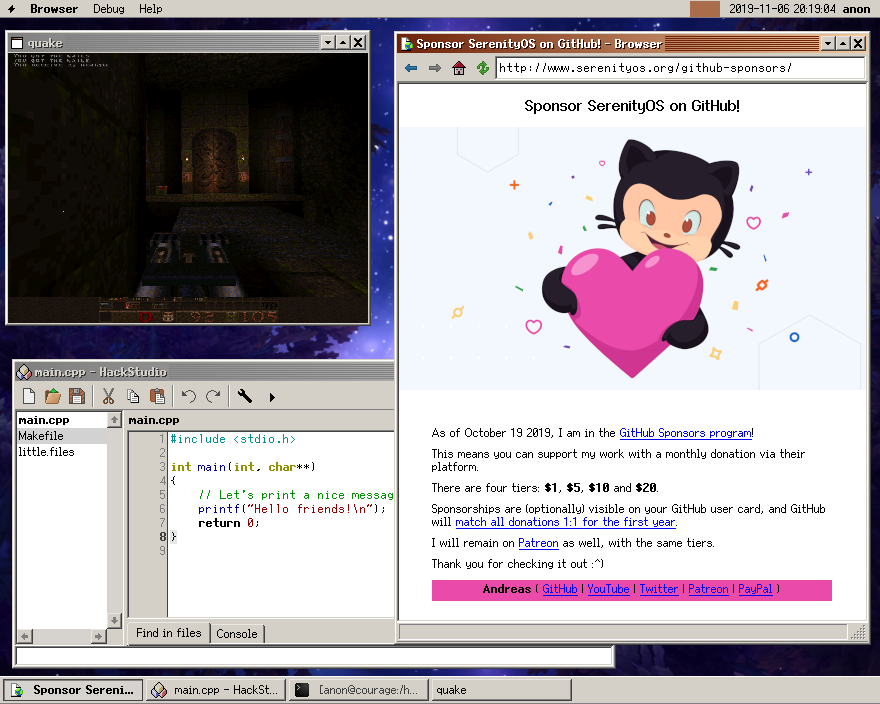 Browser Debug Help 2019-11-06 20:19:04 anon
quake
YOU GOT THE NAILS
YOU GOT THE NAILS
Sponsor SerenityOS on GitHub! - Browser
http://www.serenityos.org/github-sponsors/
Sponsor SerenityOS on GitHub!
As of October 19 2019, I am in the GitHub Sponsors program!
This means you can support my work with a monthly donation via their
platform.
There are four tiers: $1, $5, $10 and $20.
Sponsorships are (optionally) visible on your GitHub user card, and GitHub
will match all donations 1:1 for the first year.
I will remain on Patreon as well, with the same tiers.
Thank you for checking it out :^)
Andreas ( GitHub | YouTube | Twitter | Patreon | PayPal )
main.cpp - HackStudio
main.cpp
Makefile
little.files
main.cpp
1 #include <stdio.h>
2
3 int main(int, char**)
4 {
5 // Let's print a nice messag
6 printf("Hello friends!\n");
7 return 0;
8 }
9
Find in files Console
Sponsor Sereni... main.cpp - HackSt... [anon@courage:/h... quake